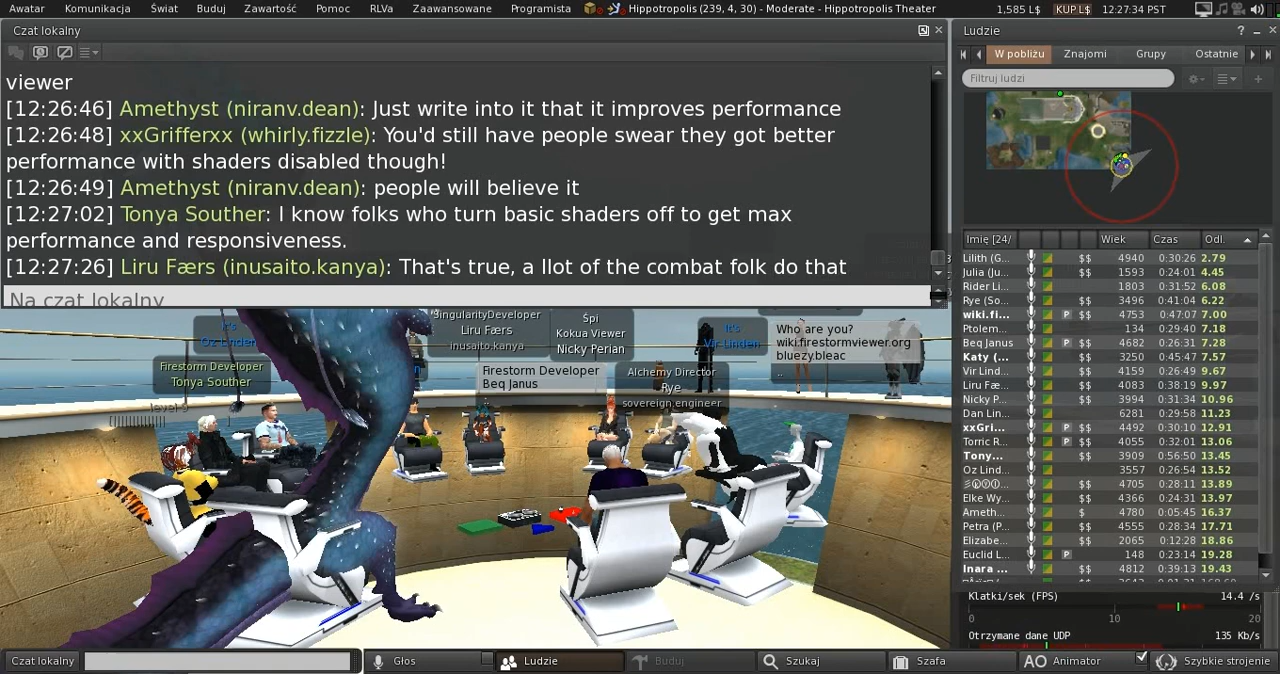 Awatar Komunikacja Świat Buduj Zawartość Pomoc RLVa Zaawansowane Programista Hippotropolis (239, 4, 30) - Moderate - Hippotropolis Theater 1,585 L$ KUP L$ 12:27:34 PST
Czat lokalny
viewer
[12:26:46] Amethyst (niranv.dean): Just write into it that it improves performance
[12:26:48] xxGrifferxx (whirly.fizzle): You'd still have people swear they got better
performance with shaders disabled though!
[12:26:49] Amethyst (niranv.dean): people will believe it
[12:27:02] Tonya Souther: I know folks who turn basic shaders off to get max
performance and responsiveness.
[12:27:26] Liru Færs (inusaito.kanya): That's true, a llot of the combat folk do that
Na czat lokalny
It's
Oz Linden
Firestorm Developer
Tonya Souther
level 9
SingularityDeveloper
Liru Færs
inusaito.kanya
Śpi
Kokua Viewer
Nicky Perian
Firestorm Developer
Beq Janus
Alchemy Director
Rye
sovereign.engineer
It's
Vir Linden
Who are you?
wiki.firestormviewer.org
bluezy.bleac
..
Ludzie
W pobliżu Znajomi Grupy Ostatnie
Filtruj ludzi
Imię [24/ Wiek Czas Odl.
Lilith (G... $$ 4940 0:30:26 2.79
Julia (Ju... $$ 1593 0:24:01 4.45
Rider Li... 1803 0:31:52 6.08
Rye (So... $$ 3496 0:41:04 6.22
wiki.fi... P $$ 4753 0:47:07 7.00
Ptolem... 134 0:29:40 7.18
Beq Janus P $$ 4682 0:26:31 7.28
Katy (... $$ 3250 0:45:47 7.57
Vir Lind... $$ 4159 0:26:49 9.67
Liru Fæ... $$ 4083 0:38:19 9.97
Nicky P... $$ 3994 0:31:34 10.96
Dan Lin... 6281 0:29:58 11.23
xxGri... P $$ 4492 0:30:10 12.91
Torric R... P $$ 4055 0:32:01 13.06
Tony... $$ 3909 0:56:50 13.45
Oz Lind... 3557 0:26:54 13.52
$$ 4705 0:28:11 13.89
Elke Wy... $$ 4366 0:24:31 13.97
Ameth... $ 4780 0:05:45 16.37
Petra (P... $$ 4555 0:28:34 17.71
Elizabe... $$ 2065 0:12:28 18.86
Euclid L... P 148 0:23:14 19.28
Inara ... $$ 4812 0:39:13 19.43
Klatki/sek (FPS) 14.4 /s
0 10 20
Otrzymane dane UDP 135 Kb/s
Czat lokalny Głos Ludzie Buduj Szukaj Szafa AO Animator Szybkie strojenie